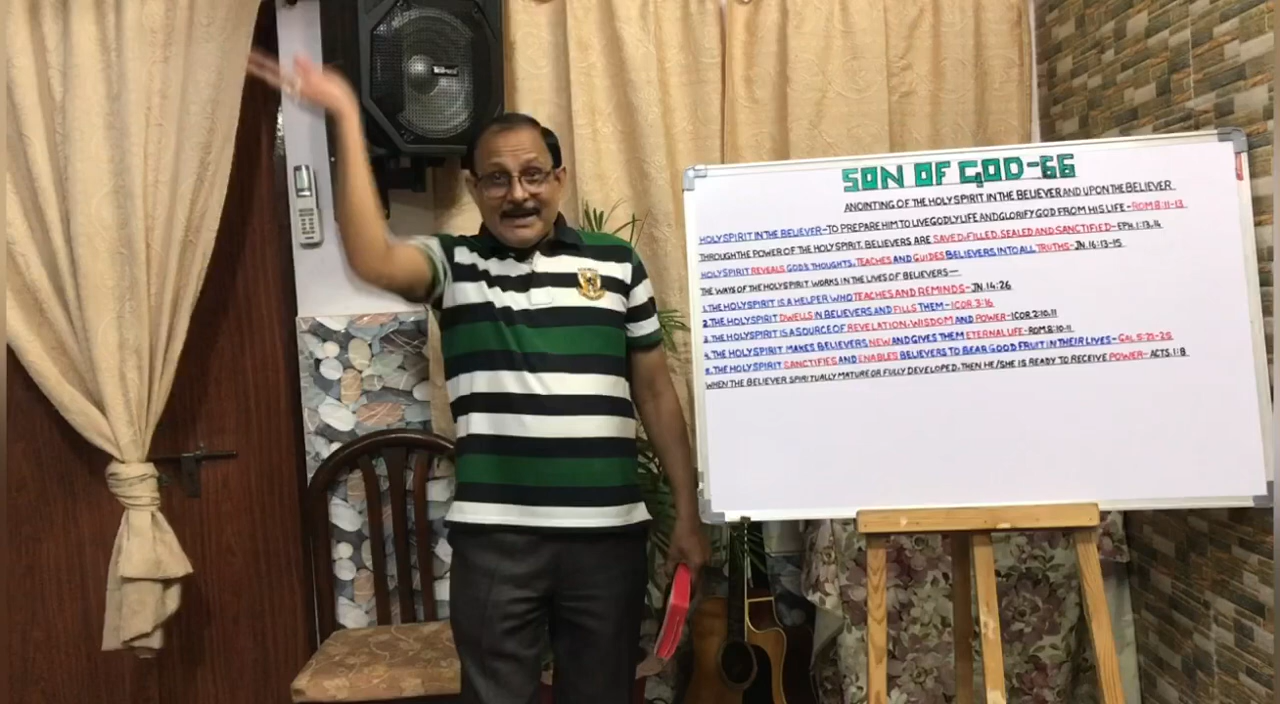 SON OF GOD-66
ANOINTING OF THE HOLY SPIRIT IN THE BELIEVER AND UPON THE BELIEVER
HOLY SPIRIT IN THE BELIEVER-TO PREPARE HIM TO LIVE GODLY LIFE AND GLORIFY GOD FROM HIS LIFE-ROM.8:11-13
THROUGH THE POWER OF THE HOLY SPIRIT, BELIEVERS ARE SAVED, FILLED, SEALED AND SANCTIFIED-EPH.1:13,14
HOLY SPIRIT REVEALS GOD'S THOUGHTS, TEACHES AND GUIDES BELIEVERS INTO ALL TRUTHS-JN.16:13-15
THE WAYS OF THE HOLY SPIRIT WORKS IN THE LIVES OF BELIEVERS—
1. THE HOLY SPIRIT IS A HELPER WHO TEACHES AND REMINDS-JN.14:26
2. THE HOLY SPIRIT DWELLS IN BELIEVERS AND FILLS THEM-1COR.3:16
3. THE HOLY SPIRIT IS A SOURCE OF REVELATION, WISDOM AND POWER-1COR.2:10,11
4. THE HOLY SPIRIT MAKES BELIEVERS NEW AND GIVES THEM ETERNAL LIFE-ROM.8:10-11
5. THE HOLY SPIRIT SANCTIFIES AND ENABLES BELIEVERS TO BEAR GOOD FRUIT IN THEIR LIVES-GAL.5:21-25
WHEN THE BELIEVER SPIRITUALLY MATURE OR FULLY DEVELOPED, THEN HE/SHE IS READY TO RECEIVE POWER-ACTS.1:8